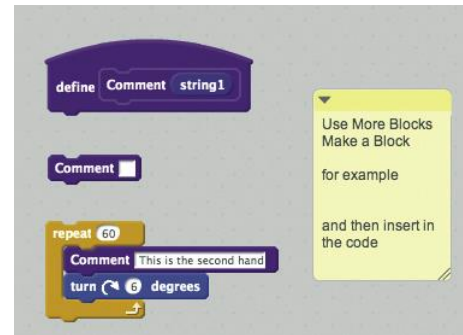 define Comment string1
Comment
repeat 60
Comment This is the second hand
turn 6 degrees
Use More Blocks
Make a Block
for example
and then insert in
the code